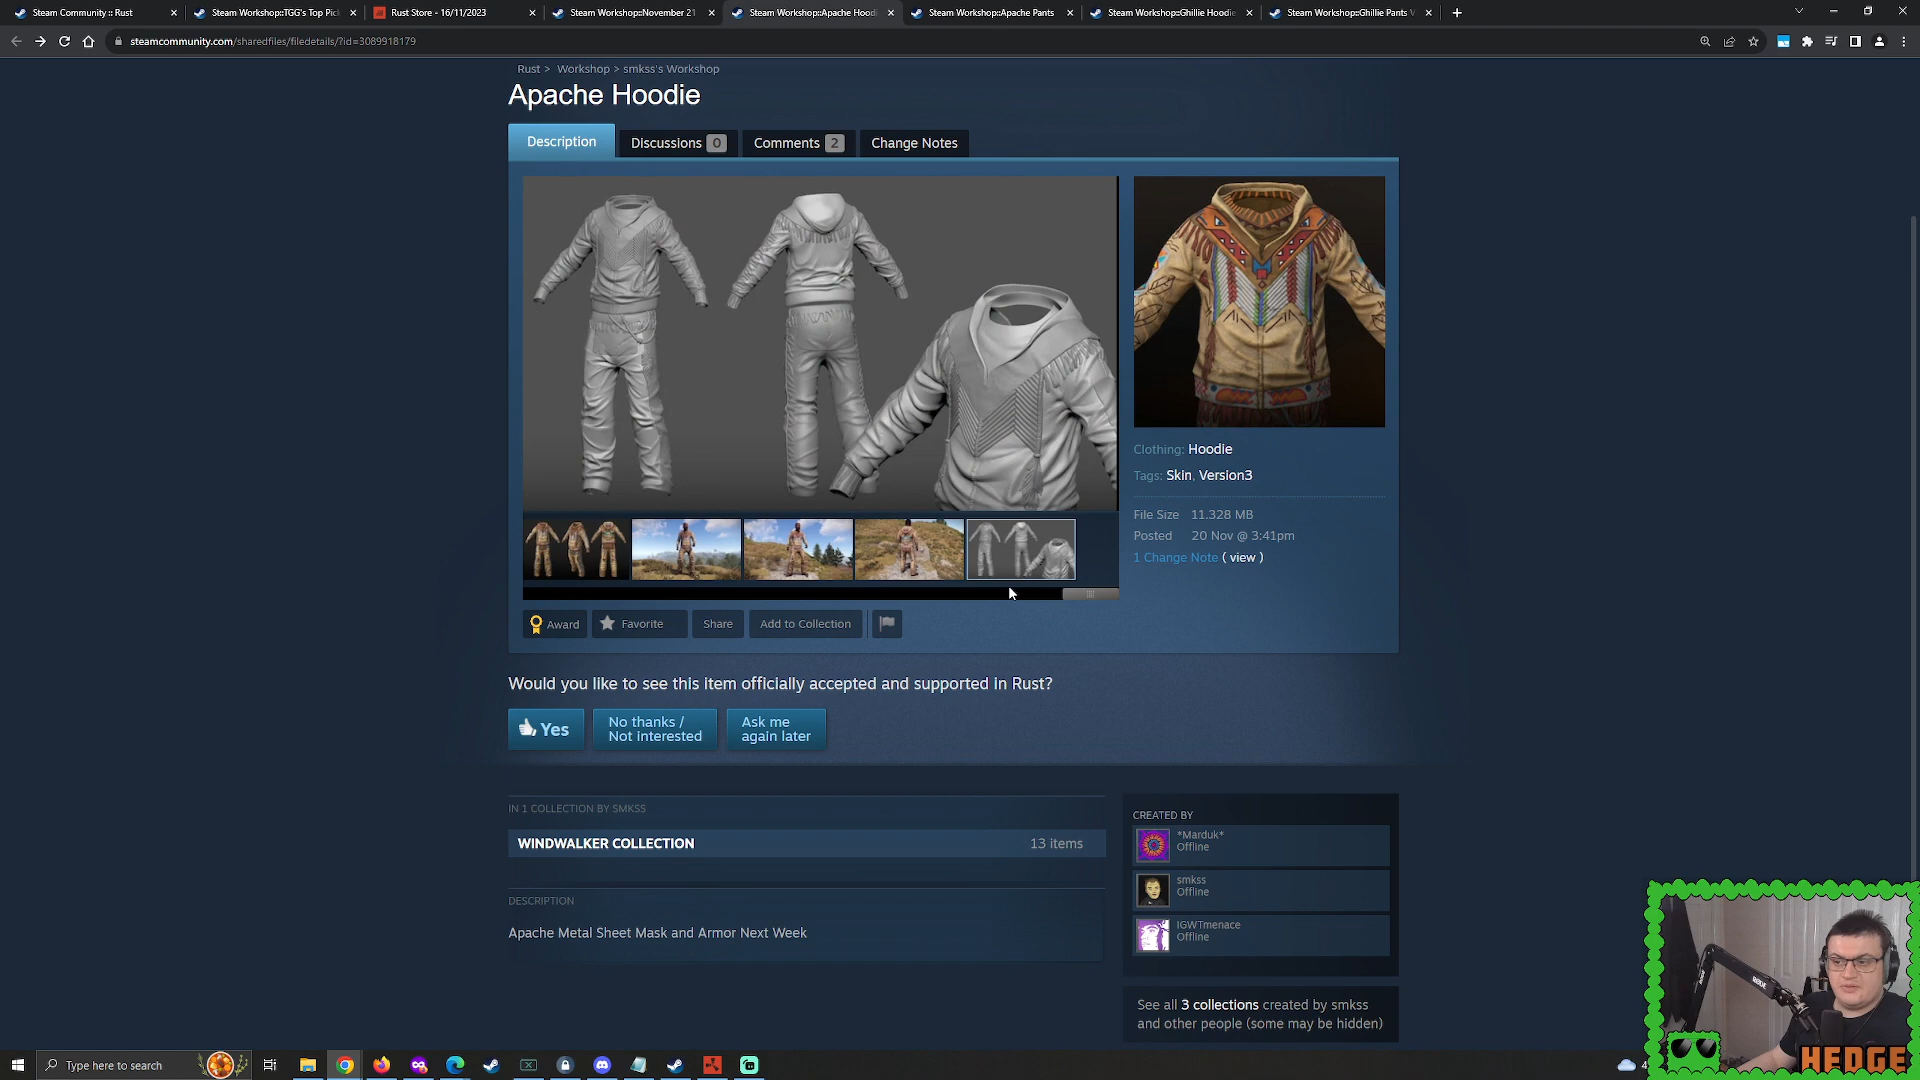 Steam Community :: Rust
Steam Workshop::TGG's Top Pick
Rust Store - 16/11/2023
Steam Workshop::November 21
Steam Workshop::Apache Hoodi
Steam Workshop::Apache Pants
Steam Workshop::Ghillie Hoodie
Steam Workshop::Ghillie Pants V
steamcommunity.com/sharedfiles/filedetails/?id=3089918179
Rust > Workshop > smkss's Workshop
Apache Hoodie
Description
Discussions 0
Comments 2
Change Notes
Clothing: Hoodie
Tags: Skin, Version3
File Size 11.328 MB
Posted 20 Nov @ 3:41pm
1 Change Note ( view )
Award
Favorite
Share
Add to Collection
Would you like to see this item officially accepted and supported in Rust?
Yes
No thanks /
Not interested
Ask me
again later
IN 1 COLLECTION BY SMKSS
WINDWALKER COLLECTION 13 items
DESCRIPTION
Apache Metal Sheet Mask and Armor Next Week
CREATED BY
*Marduk*
Offline
smkss
Offline
IGWTmenace
Offline
See all 3 collections created by smkss
and other people (some may be hidden)
Type here to search
RODE
HEDGE